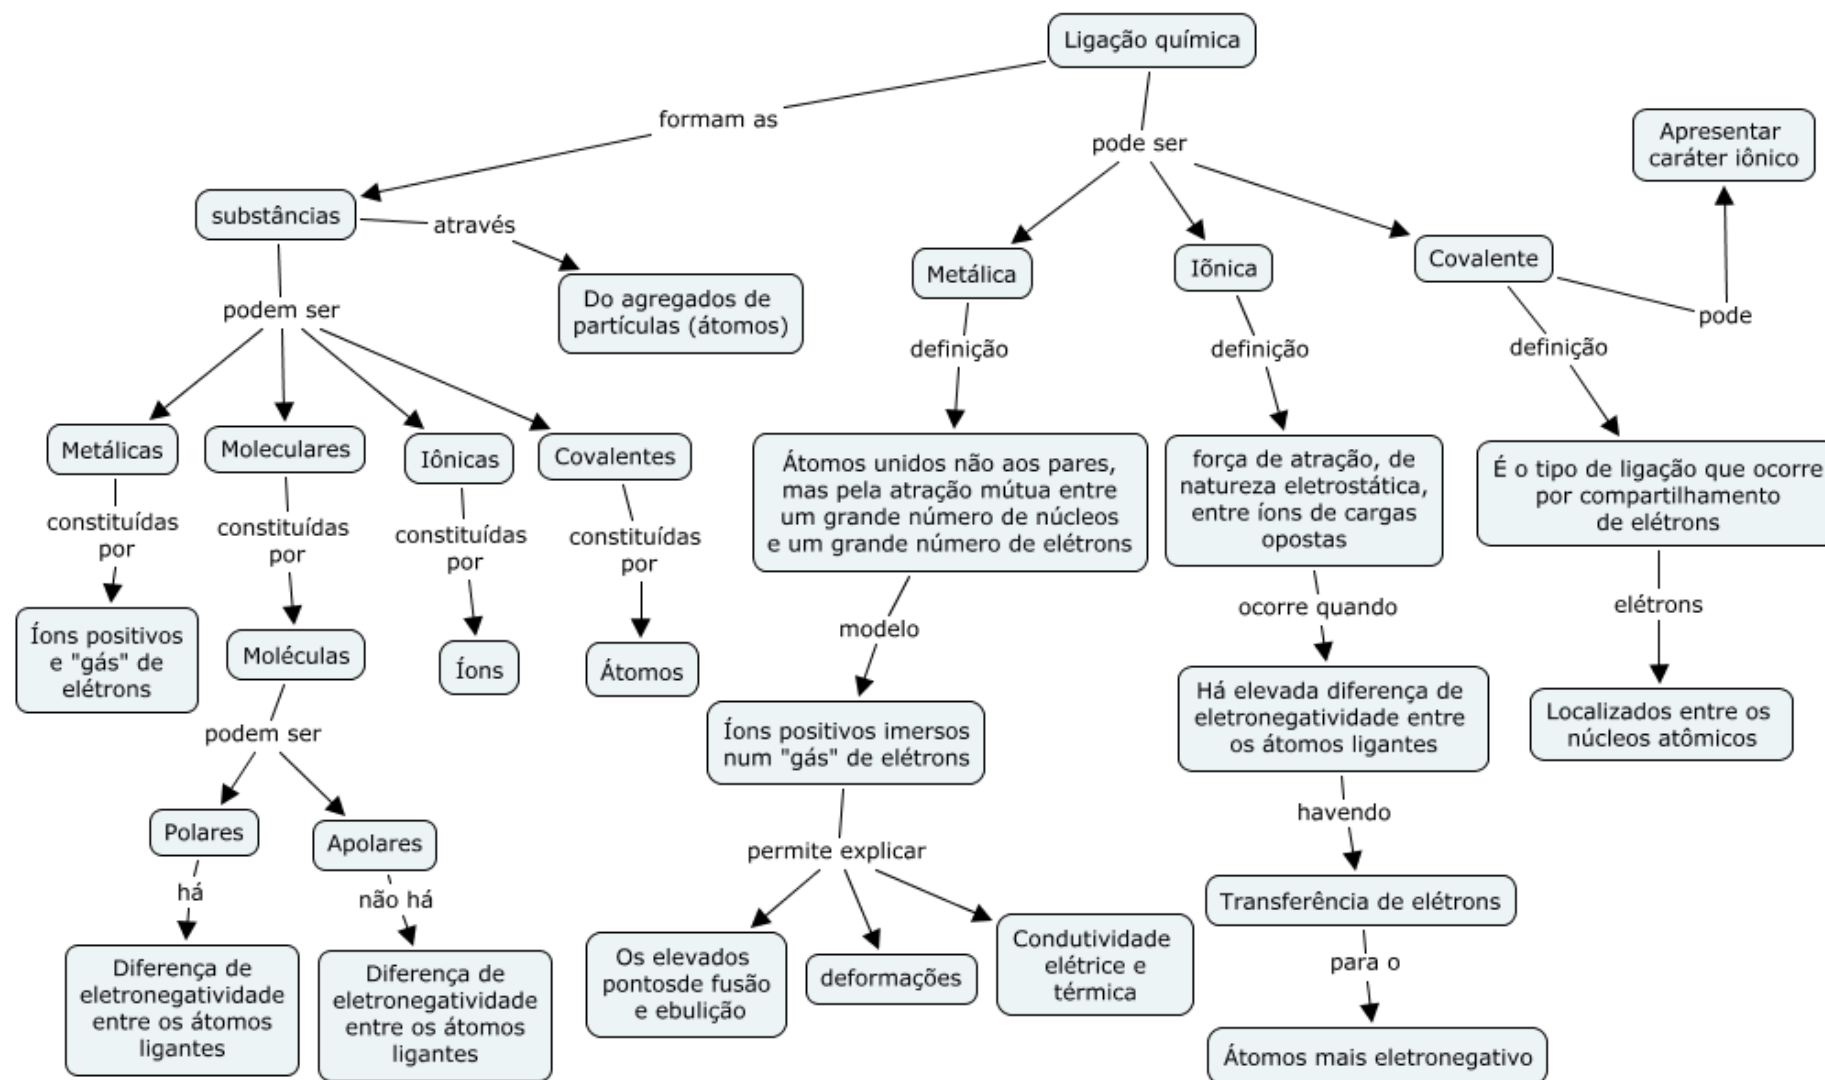 Ligação química
formam as
pode ser
Apresentar
caráter iônico
substâncias
através
Do agregados de
partículas (átomos)
Metálica
Iõnica
Covalente
pode
podem ser
definição
definição
definição
Metálicas
Moleculares
Iônicas
Covalentes
constituídas
por
constituídas
por
constituídas
por
constituídas
por
Íons positivos
e "gás" de
elétrons
Moléculas
Íons
Átomos
podem ser
Polares
Apolares
há
não há
Diferença de
eletronegatividade
entre os átomos
ligantes
Diferença de
eletronegatividade
entre os átomos
ligantes
Átomos unidos não aos pares,
mas pela atração mútua entre
um grande número de núcleos
e um grande número de elétrons
modelo
Íons positivos imersos
num "gás" de elétrons
permite explicar
Os elevados
pontosde fusão
e ebulição
deformações
Condutividade
elétrice e
térmica
força de atração, de
natureza eletrostática,
entre íons de cargas
opostas
ocorre quando
Há elevada diferença de
eletronegatividade entre
os átomos ligantes
havendo
Transferência de elétrons
para o
Átomos mais eletronegativo
É o tipo de ligação que ocorre
por compartilhamento
de elétrons
elétrons
Localizados entre os
núcleos atômicos